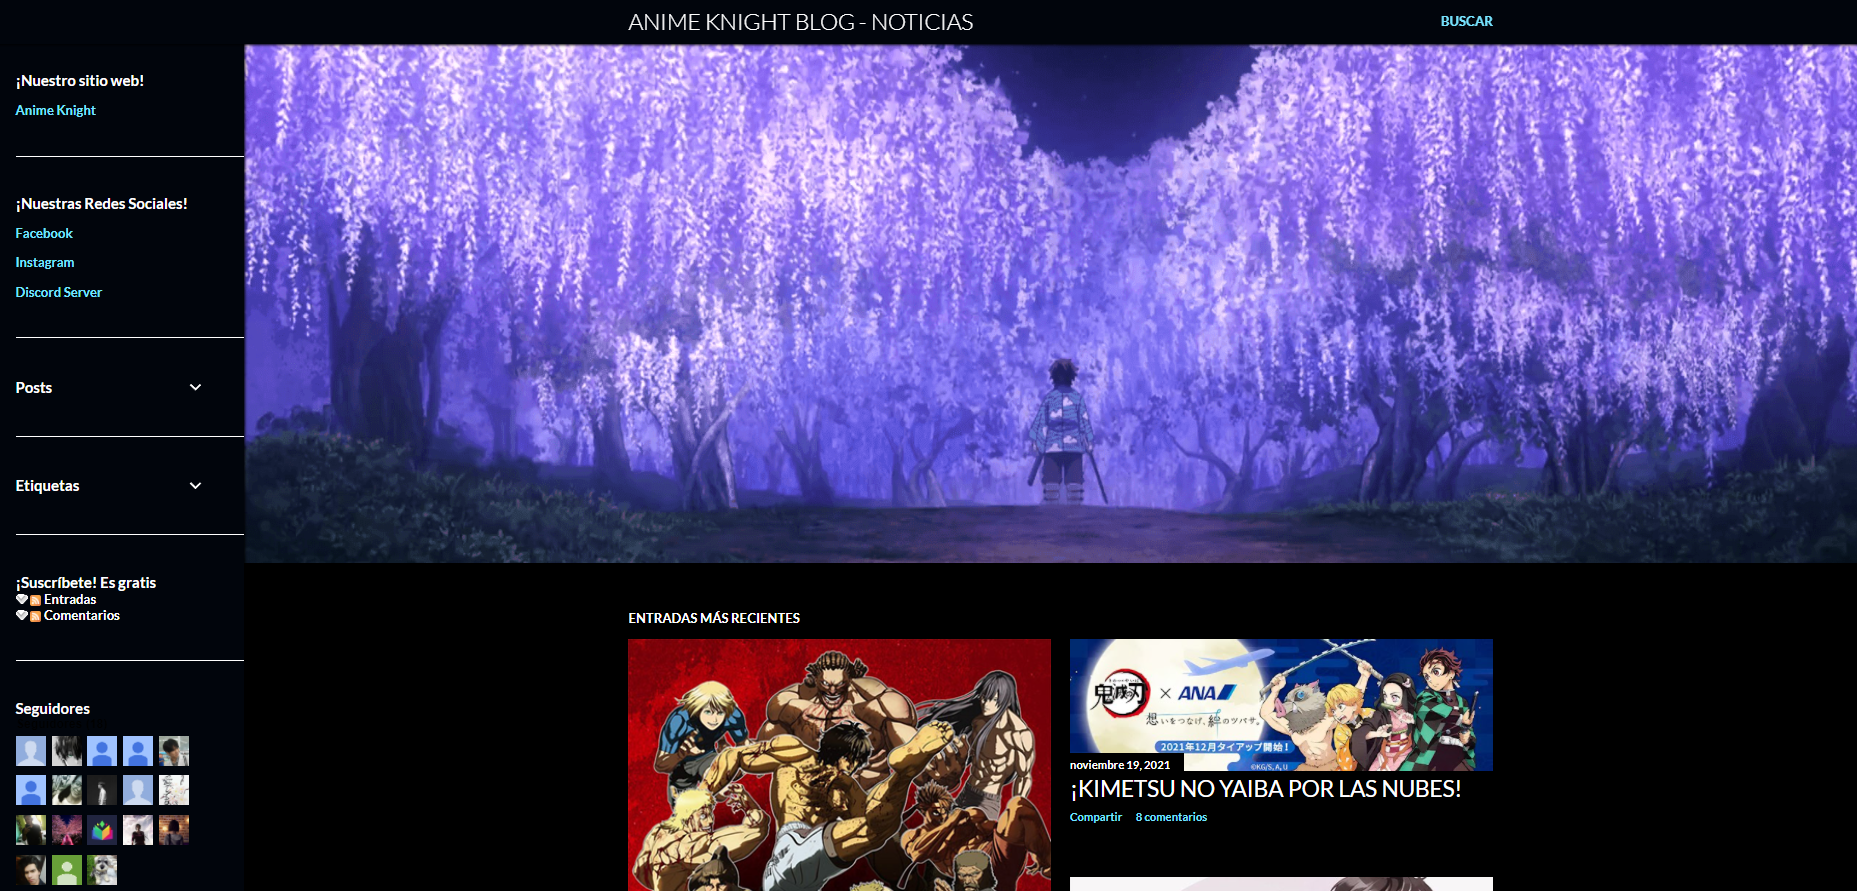 ANIME KNIGHT BLOG - NOTICIAS
BUSCAR
¡Nuestro sitio web!
Anime Knight
¡Nuestras Redes Sociales!
Facebook
Instagram
Discord Server
Posts
Etiquetas
¡Suscríbete! Es gratis
Entradas
Comentarios
Seguidores
ENTRADAS MÁS RECIENTES
鬼滅の刃 × ANA
想いをつなげ、絆のツバサ。
2021年12月タイアップ開始!
©KG/S, A, U
noviembre 19, 2021
¡KIMETSU NO YAIBA POR LAS NUBES!
Compartir 8 comentarios